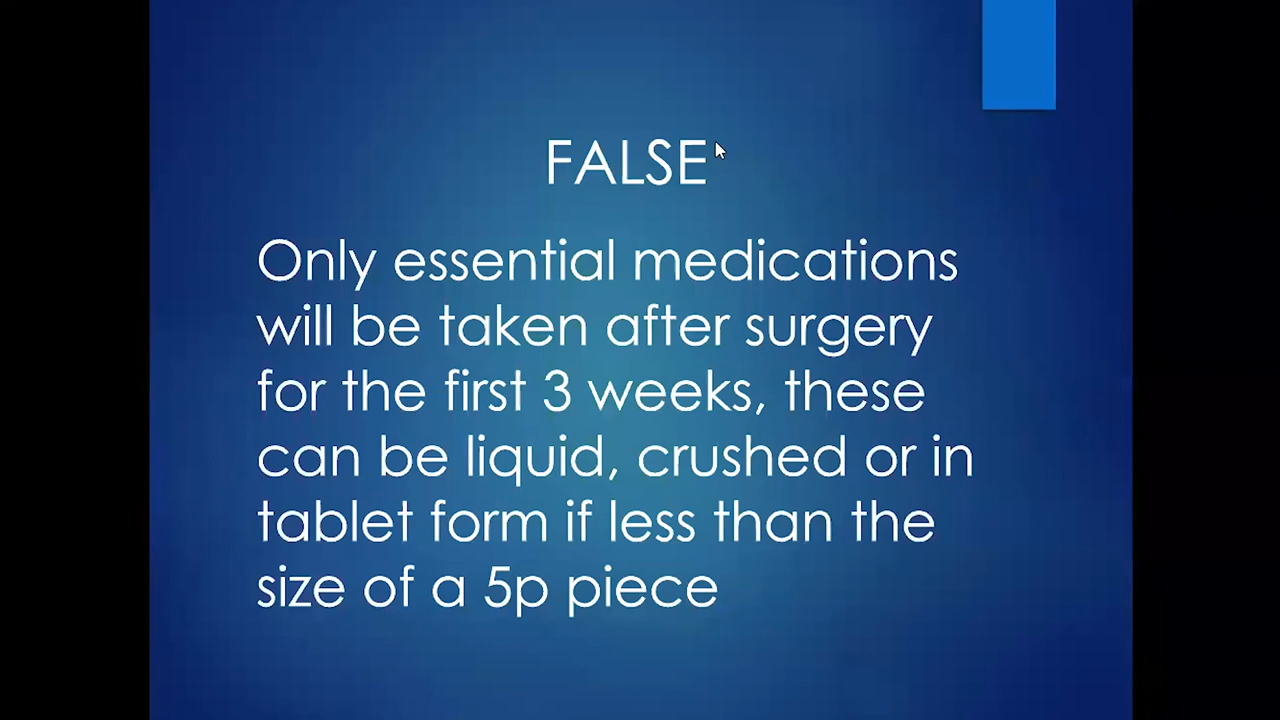 FALSE
Only essential medications
will be taken after surgery
for the first 3 weeks, these
can be liquid, crushed or in
tablet form if less than the
size of a 5p piece